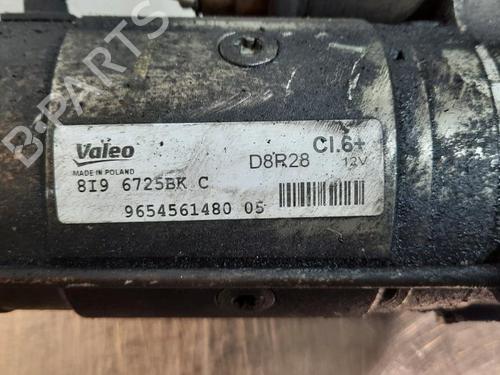 B-PARTS
Valeo
MADE IN POLAND
D8R28
Cl.6+
12V
8I9 6725BK C
9654561480 05